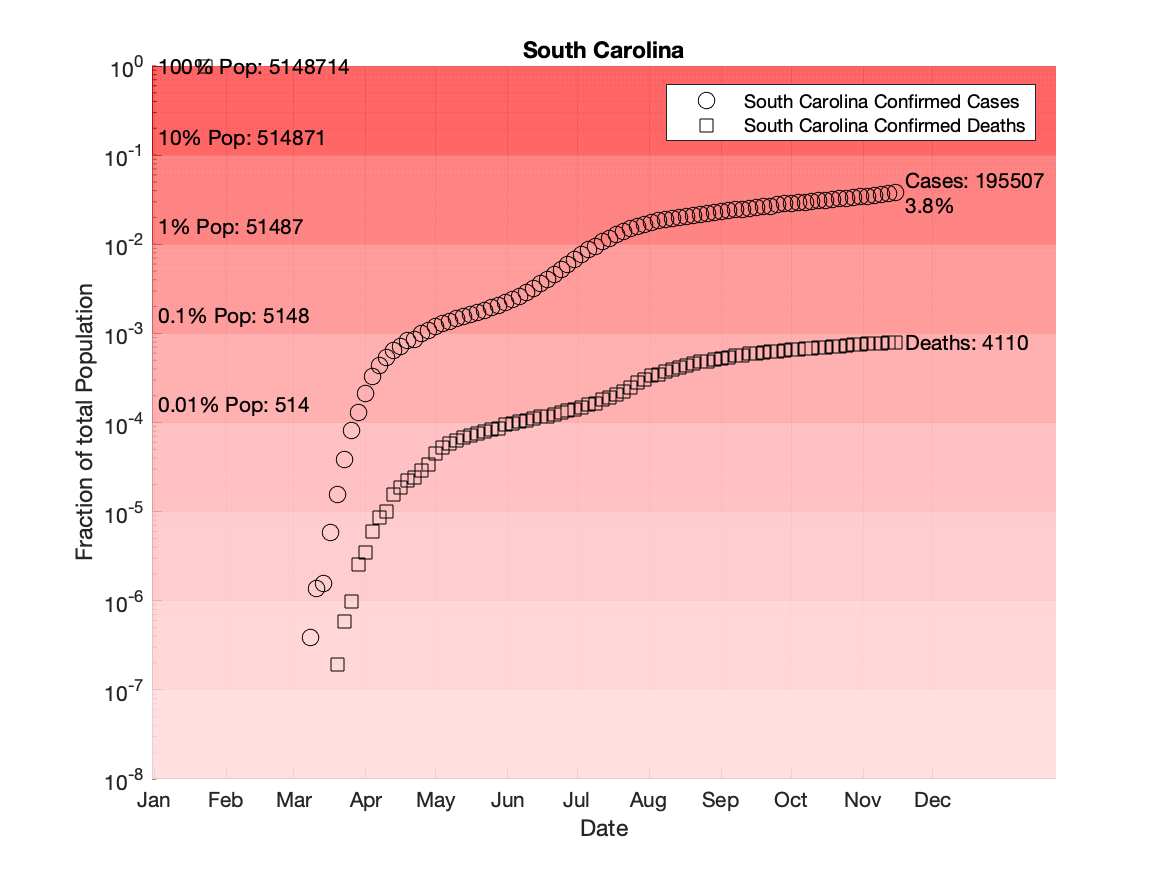 South Carolina
10^0
100% Pop: 5148714
South Carolina Confirmed Cases
South Carolina Confirmed Deaths
10% Pop: 514871
10^-1
Cases: 195507
3.8%
1% Pop: 51487
10^-2
0.1% Pop: 5148
10^-3
Deaths: 4110
0.01% Pop: 514
10^-4
10^-5
10^-6
10^-7
10^-8
Fraction of total Population
Jan Feb Mar Apr May Jun Jul Aug Sep Oct Nov Dec
Date